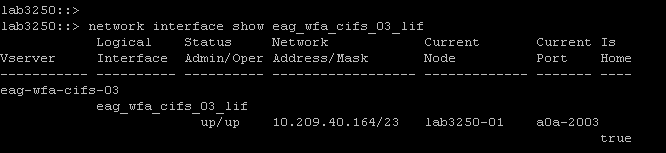 lab3250::>
lab3250::> network interface show eag_wfa_cifs_03_lif
            Logical    Status     Network            Current       Current Is
Vserver     Interface  Admin/Oper Address/Mask       Node          Port    Home
----------- ---------- ---------- ------------------ ------------- ------- ----
eag-wfa-cifs-03
            eag_wfa_cifs_03_lif
                         up/up    10.209.40.164/23   lab3250-01    a0a-2003
                                                                           true